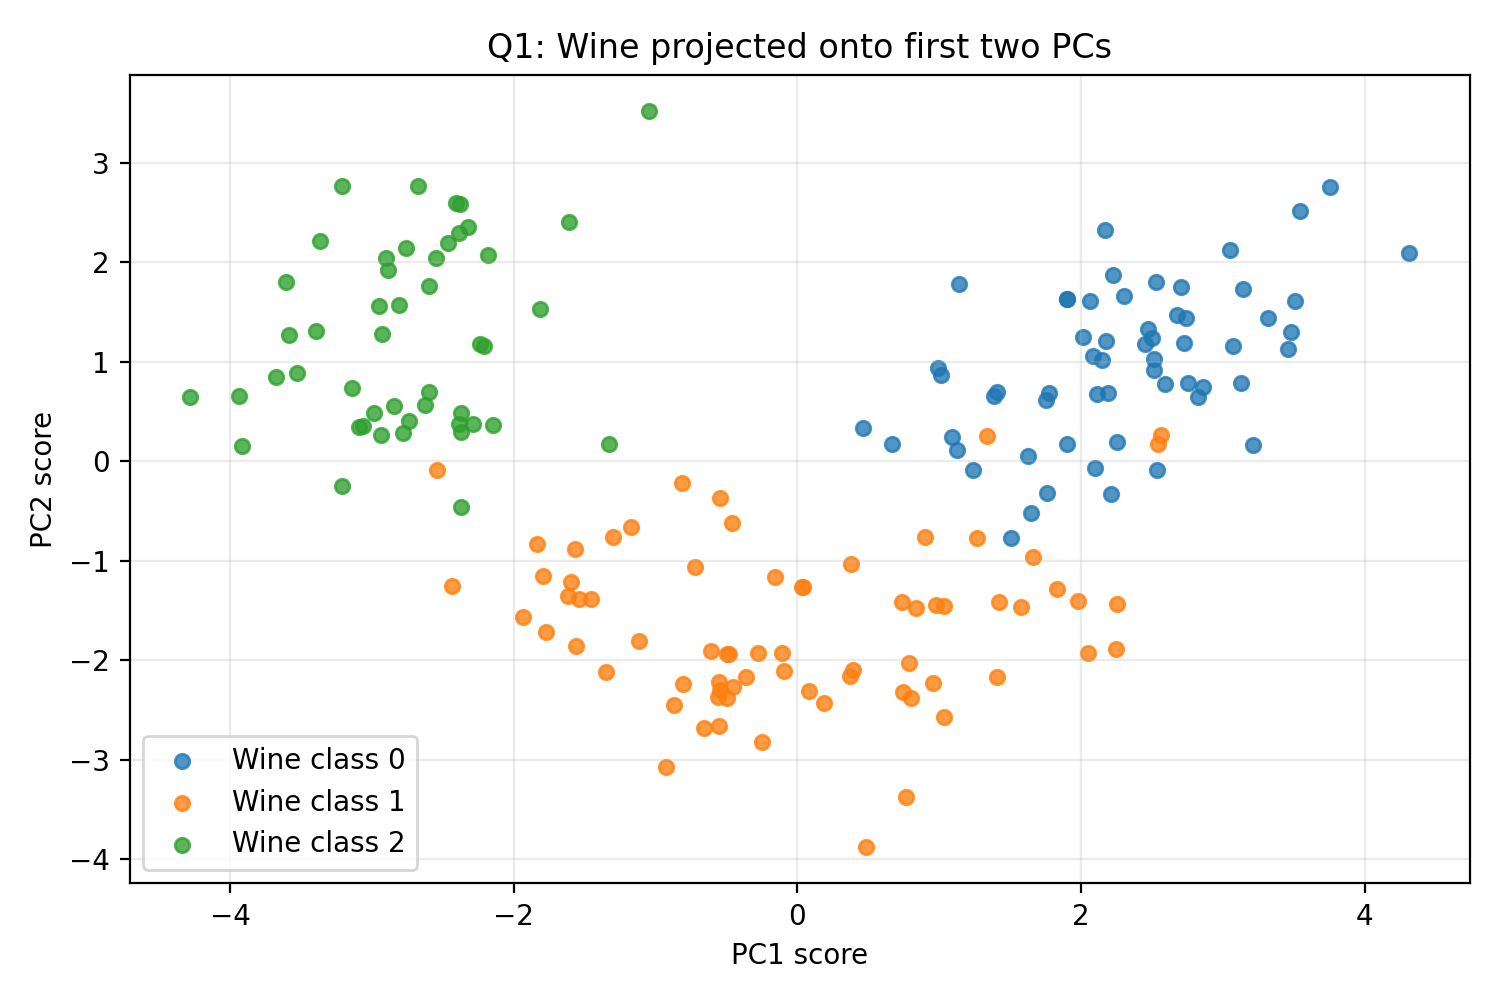 Q1: Wine projected onto first two PCs
PC2 score
3
2
1
0
−1
−2
−3
−4
Wine class 0
Wine class 1
Wine class 2
−4
−2
0
2
4
PC1 score